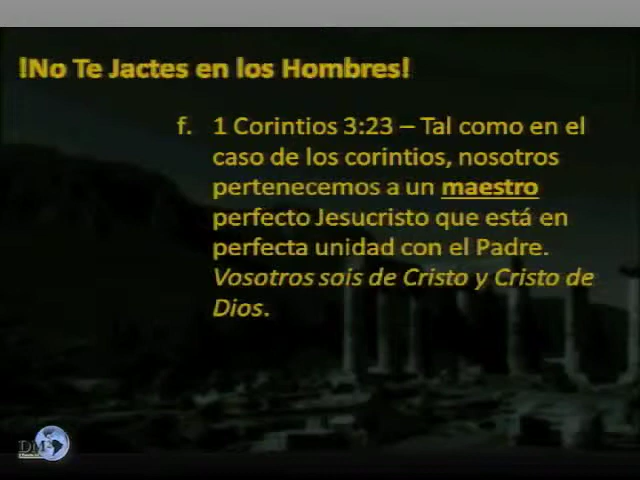 !No Te Jactes en los Hombres!
f. 1 Corintios 3:23 – Tal como en el
caso de los corintios, nosotros
pertenecemos a un maestro
perfecto Jesucristo que está en
perfecta unidad con el Padre.
Vosotros sois de Cristo y Cristo de
Dios.